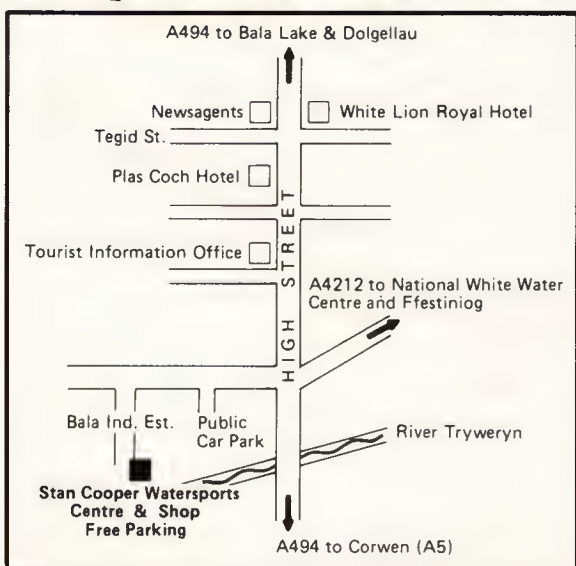 A494 to Bala Lake & Dolgellau
Newsagents
White Lion Royal Hotel
Tegid St.
Plas Coch Hotel
Tourist Information Office
HIGH STREET
A4212 to National White Water
Centre and Ffestiniog
Bala Ind. Est.
Public
Car Park
River Tryweryn
Stan Cooper Watersports
Centre & Shop
Free Parking
A494 to Corwen (A5)